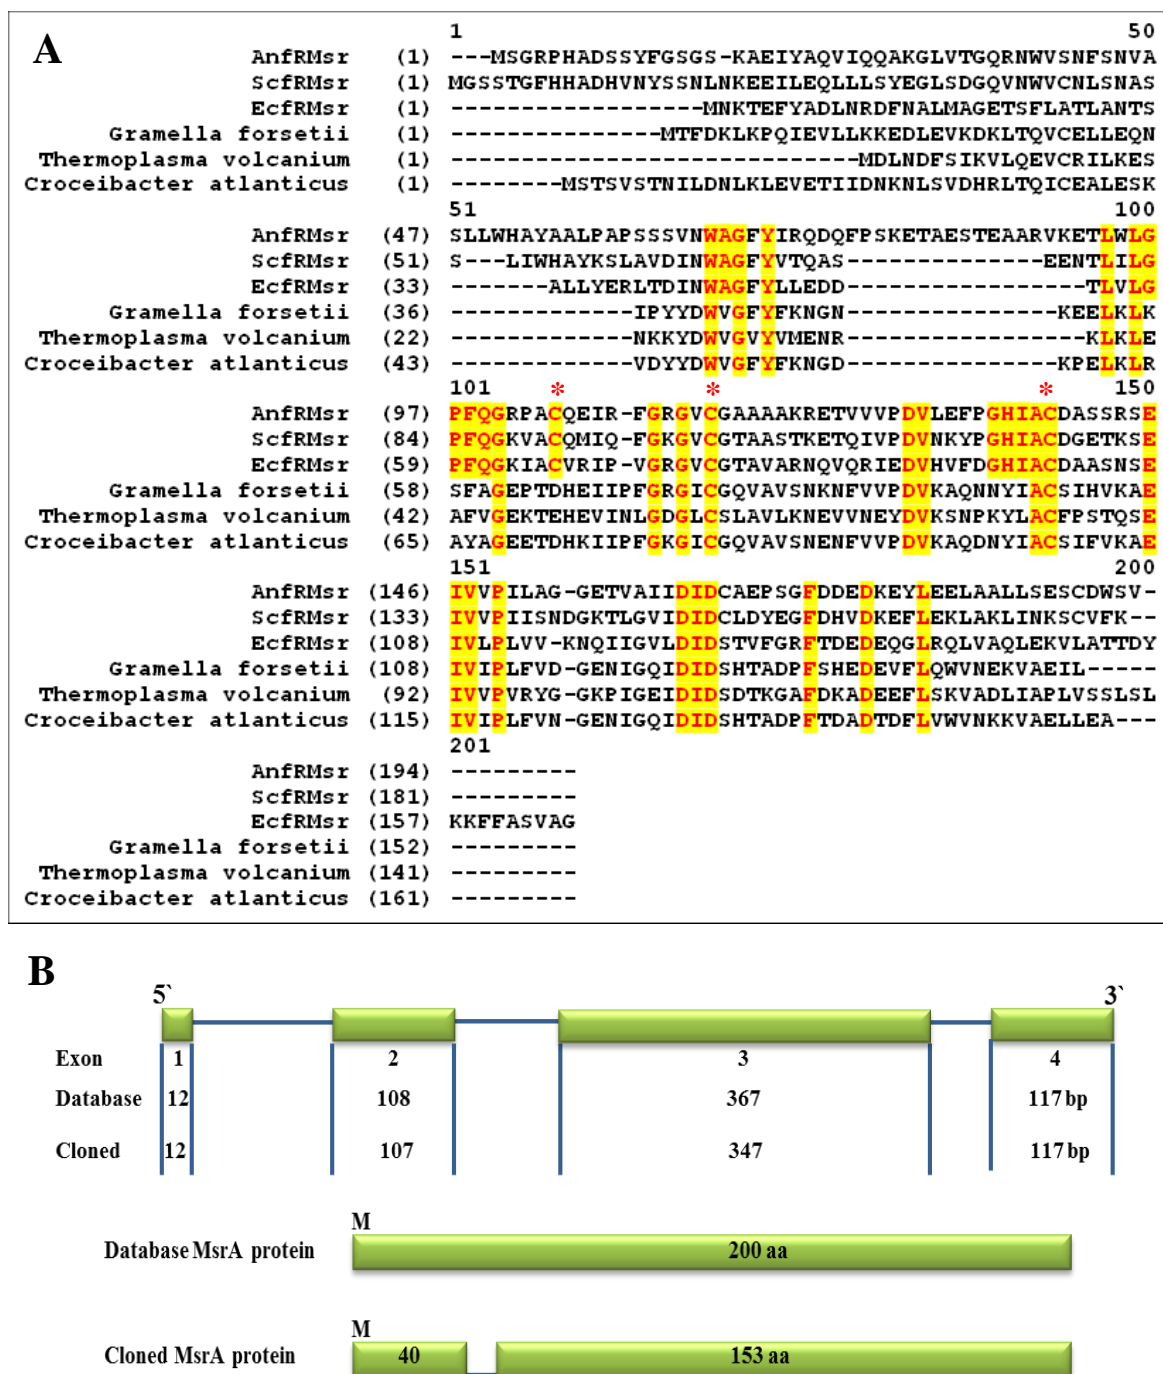 A
1 50
AnfRMsr (1) ---MSGRPHADSSYFGSGS-KAEIYAQVIQQAKGLVTGQRNWVSNFSNVA
ScfRMsr (1) MGSSTGFHHADHVNYSSNLNKEEILEQLLLSYEGLSDGQVNWVCNLSNAS
EcfRMsr (1) ------------------MNKTEFYADLNRDFNALMAGETSFLATLANTS
Gramella forsetii (1) ---------------MTFDKLKPQIEVLLKKEDLEVKDKLTQVCELLEQN
Thermoplasma volcanium (1) -----------------------------MDLNDFSIKVLQEVCRILKES
Croceibacter atlanticus (1) --------MSTSVSTNILDNLKLEVETIIDNKNLSVDHRLTQICEALESK
51 100
AnfRMsr (47) SLLWHAYAALPAPSSSVNWAGFYIRQDQFPSKETAESTEAARVKETLWLG
ScfRMsr (51) S---LIWHAYKSLAVDINWAGFYVTQAS--------------EENTLILG
EcfRMsr (33) -------ALLYERLTDINWAGFYLLEDD-----------------TLVLG
Gramella forsetii (36) -------------IPYYDWVGFYFKNGN---------------KEELKLK
Thermoplasma volcanium (22) -------------NKKYDWVGVYVMENR-----------------KLKLE
Croceibacter atlanticus (43) -------------VDYYDWVGFYFKNGD---------------KPELKLR
101 * * * 150
AnfRMsr (97) PFQGRPACQEIR-FGRGVCGAAAAKRETVVVPDVLEFPGHIACDASSRSE
ScfRMsr (84) PFQGKVACQMIQ-FGKGVCGTAASTKETQIVPDVNKYPGHIACDGETKSE
EcfRMsr (59) PFQGKIACVRIP-VGRGVCGTAVARNQVQRIEDVHVFDGHIACDAASNSE
Gramella forsetii (58) SFAGEPTDHEIIPFGRGICGQVAVSNKNFVVPDVKAQNNYIACSIHVKAE
Thermoplasma volcanium (42) AFVGEKTEHEVINLGDGLCSLAVLKNEVVNEYDVKSNPKYLACFPSTQSE
Croceibacter atlanticus (65) AYAGEETDHKIIPFGKGICGQVAVSNENFVVPDVKAQDNYIACSIFVKAE
151 200
AnfRMsr (146) IVVPILAG-GETVAIIDIDCAEPSGFDDEDKEYLEELAALLSESCDWSV-
ScfRMsr (133) IVVPIISNDGKTLGVIDIDCLDYEGFDHVDKEFLEKLAKLINKSCVFK--
EcfRMsr (108) IVLPLVV-KNQIIGVLDIDSTVFGRFTDEDEQGLRQLVAQLEKVLATTDY
Gramella forsetii (108) IVIPLFVD-GENIGQIDIDSHTADPFSHEDEVFLQWVNEKVAEIL-----
Thermoplasma volcanium (92) IVVPVRYG-GKPIGEIDIDSDTKGAFDKADEEFLSKVADLIAPLVSSLSL
Croceibacter atlanticus (115) IVIPLFVN-GENIGQIDIDSHTADPFTDADTDFLVWVNKKVAELLEA---
201
AnfRMsr (194) ---------
ScfRMsr (181) ---------
EcfRMsr (157) KKFFASVAG
Gramella forsetii (152) ---------
Thermoplasma volcanium (141) ---------
Croceibacter atlanticus (161) ---------
B
5` 3`
Exon 1 2 3 4
Database 12 108 367 117 bp
Cloned 12 107 347 117 bp
M
Database MsrA protein 200 aa
M
Cloned MsrA protein 40 153 aa